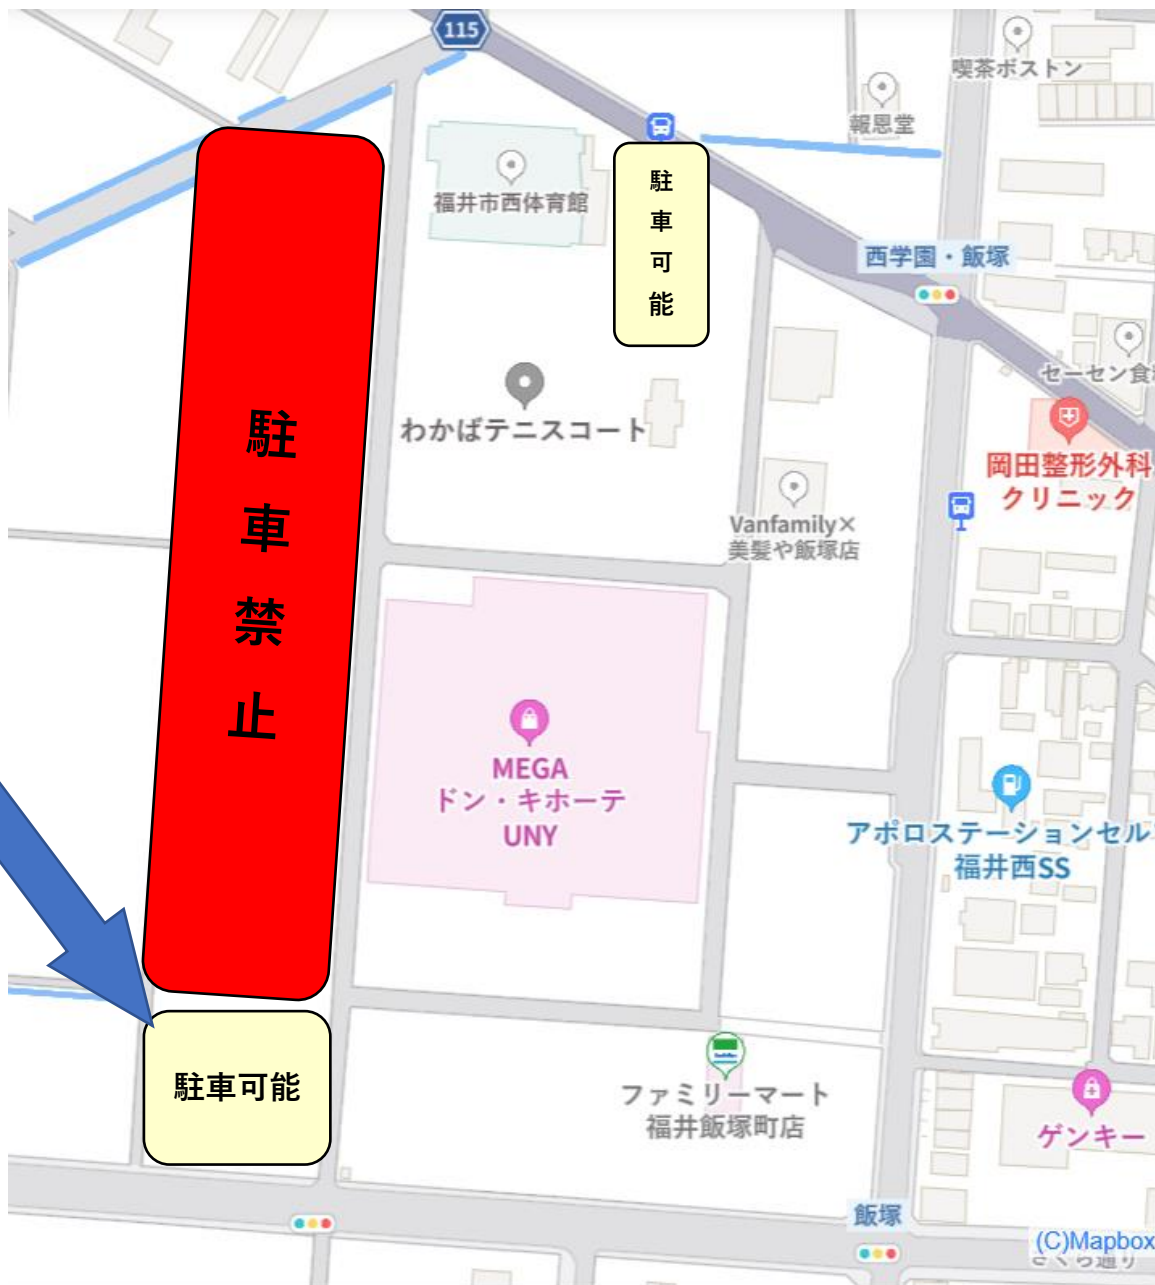 115
喫茶ボストン
報恩堂
福井市西体育館
駐車可能
西学園・飯塚
セーセン食
わかばテニスコート
岡田整形外科
クリニック
駐車禁止
Vanfamily×
美髪や飯塚店
MEGA
ドン・キホーテ
UNY
アポロステーションセル
福井西SS
駐車可能
ファミリーマート
福井飯塚町店
ゲンキー
飯塚
(C)Mapbox
さくら通り